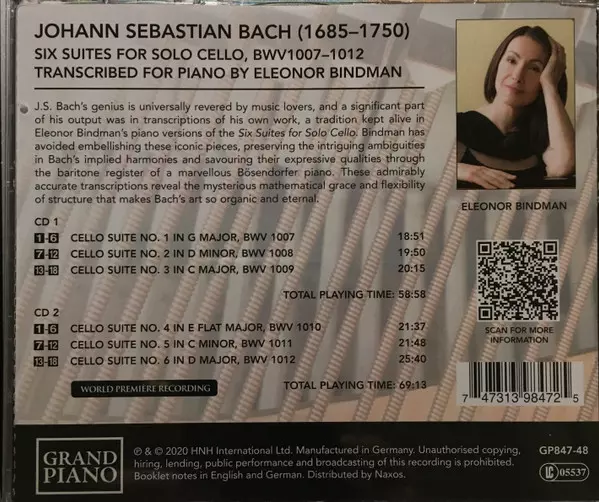 JOHANN SEBASTIAN BACH (1685–1750)
SIX SUITES FOR SOLO CELLO, BWV1007–1012
TRANSCRIBED FOR PIANO BY ELEONOR BINDMAN
J.S. Bach's genius is universally revered by music lovers, and a significant part
of his output was in transcriptions of his own work, a tradition kept alive in
Eleonor Bindman's piano versions of the Six Suites for Solo Cello. Bindman has
avoided embellishing these iconic pieces, preserving the intriguing ambiguities
in Bach's implied harmonies and savouring their expressive qualities through
the baritone register of a marvellous Bösendorfer piano. These admirably
accurate transcriptions reveal the mysterious mathematical grace and flexibility
of structure that makes Bach's art so organic and eternal.
ELEONOR BINDMAN
CD 1
1-6 CELLO SUITE NO. 1 IN G MAJOR, BWV 1007 18:51
7-12 CELLO SUITE NO. 2 IN D MINOR, BWV 1008 19:50
13-18 CELLO SUITE NO. 3 IN C MAJOR, BWV 1009 20:15
TOTAL PLAYING TIME: 58:58
CD 2
1-6 CELLO SUITE NO. 4 IN E FLAT MAJOR, BWV 1010 21:37
7-12 CELLO SUITE NO. 5 IN C MINOR, BWV 1011 21:48
13-18 CELLO SUITE NO. 6 IN D MAJOR, BWV 1012 25:40
WORLD PREMIERE RECORDING
TOTAL PLAYING TIME: 69:13
SCAN FOR MORE
INFORMATION
7 47313 98472 5
GRAND
PIANO
℗ & © 2020 HNH International Ltd. Manufactured in Germany. Unauthorised copying,
hiring, lending, public performance and broadcasting of this recording is prohibited.
Booklet notes in English and German. Distributed by Naxos.
GP847-48
LC 05537